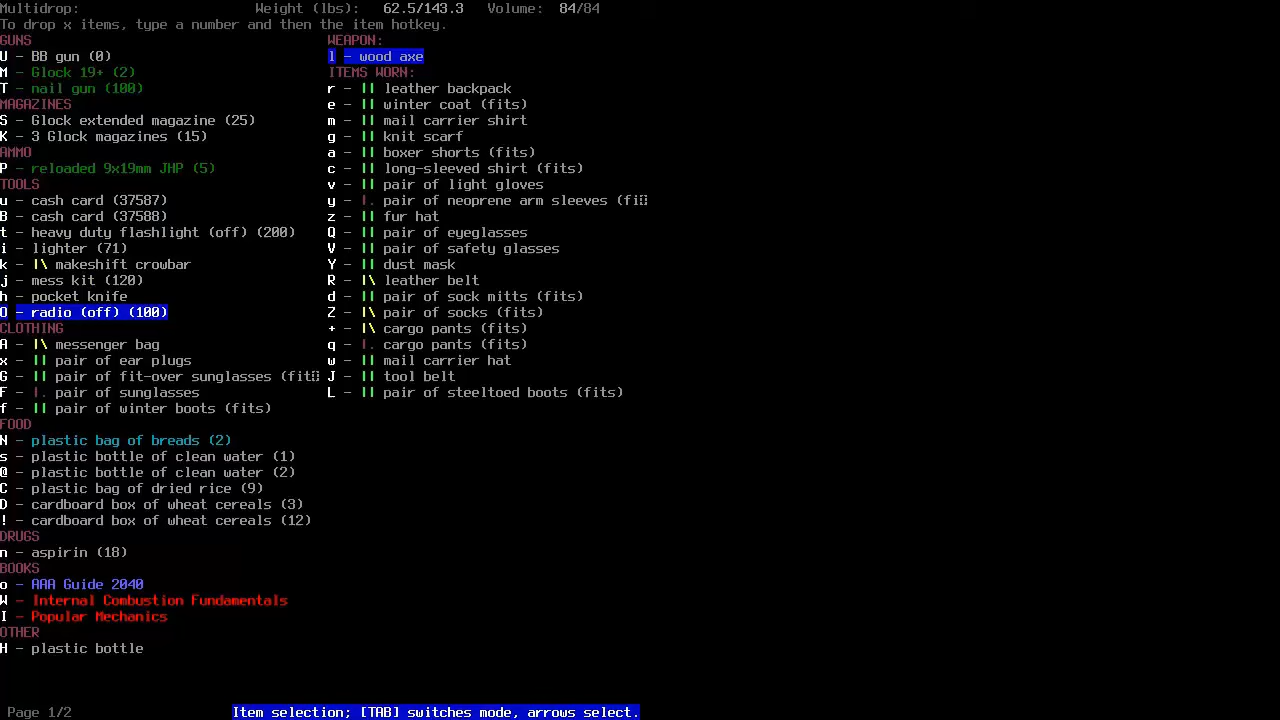 Multidrop: Weight (lbs): 62.5/143.3 Volume: 84/84
To drop x items, type a number and then the item hotkey.
GUNS
U - BB gun (0)
M - Glock 19+ (2)
T - nail gun (100)
MAGAZINES
S - Glock extended magazine (25)
K - 3 Glock magazines (15)
AMMO
P - reloaded 9x19mm JHP (5)
TOOLS
u - cash card (37587)
B - cash card (37588)
t - heavy duty flashlight (off) (200)
i - lighter (71)
k - |\ makeshift crowbar
j - mess kit (120)
h - pocket knife
O - radio (off) (100)
CLOTHING
A - |\ messenger bag
x - || pair of ear plugs
G - || pair of fit-over sunglasses (fit
F - |. pair of sunglasses
f - || pair of winter boots (fits)
FOOD
N - plastic bag of breads (2)
s - plastic bottle of clean water (1)
@ - plastic bottle of clean water (2)
C - plastic bag of dried rice (9)
D - cardboard box of wheat cereals (3)
! - cardboard box of wheat cereals (12)
DRUGS
n - aspirin (18)
BOOKS
o - AAA Guide 2040
W - Internal Combustion Fundamentals
I - Popular Mechanics
OTHER
H - plastic bottle
WEAPON:
l - wood axe
ITEMS WORN:
r - || leather backpack
e - || winter coat (fits)
m - || mail carrier shirt
g - || knit scarf
a - || boxer shorts (fits)
c - || long-sleeved shirt (fits)
v - || pair of light gloves
y - |. pair of neoprene arm sleeves (fi
z - || fur hat
Q - || pair of eyeglasses
V - || pair of safety glasses
Y - || dust mask
R - |\ leather belt
d - || pair of sock mitts (fits)
Z - |\ pair of socks (fits)
+ - |\ cargo pants (fits)
q - |. cargo pants (fits)
w - || mail carrier hat
J - || tool belt
L - || pair of steeltoed boots (fits)
Page 1/2 Item selection; [TAB] switches mode, arrows select.